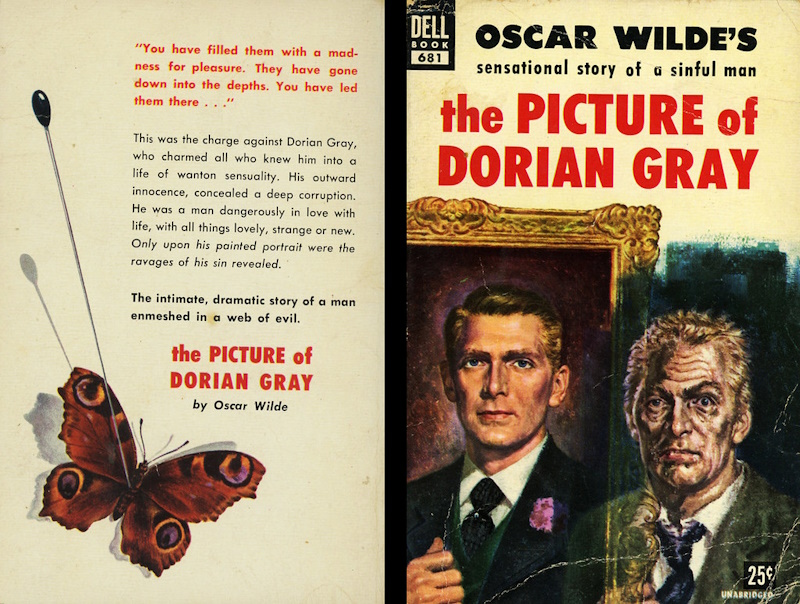 "You have filled them with a mad-
ness for pleasure. They have gone
down into the depths. You have led
them there . . ."
This was the charge against Dorian Gray,
who charmed all who knew him into a
life of wanton sensuality. His outward
innocence, concealed a deep corruption.
He was a man dangerously in love with
life, with all things lovely, strange or new.
Only upon his painted portrait were the
ravages of his sin revealed.
The intimate, dramatic story of a man
enmeshed in a web of evil.
the PICTURE of
DORIAN GRAY
by Oscar Wilde
DELL
BOOK
681
OSCAR WILDE'S
sensational story of a sinful man
the PICTURE of
DORIAN GRAY
25¢
UNABRIDGED